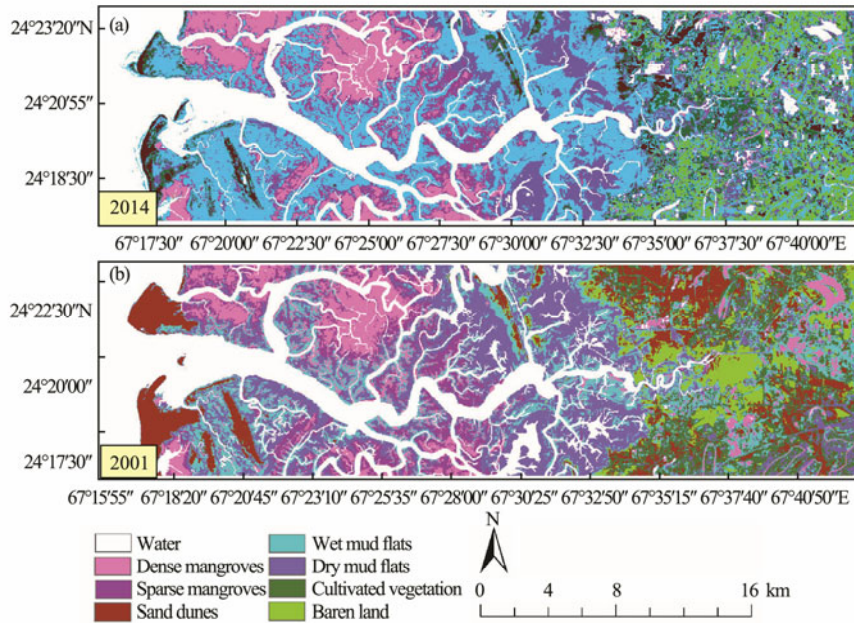 (a)
24°23′20″N
24°20′55″
24°18′30″
2014
67°17′30″ 67°20′00″ 67°22′30″ 67°25′00″ 67°27′30″ 67°30′00″ 67°32′30″ 67°35′00″ 67°37′30″ 67°40′00″E
(b)
24°22′30″N
24°20′00″
24°17′30″
2001
67°15′55″ 67°18′20″ 67°20′45″ 67°23′10″ 67°25′35″ 67°28′00″ 67°30′25″ 67°32′50″ 67°35′15″ 67°37′40″ 67°40′50″E
Water
Dense mangroves
Sparse mangroves
Sand dunes
Wet mud flats
Dry mud flats
Cultivated vegetation
Baren land
N
0 4 8 16 km